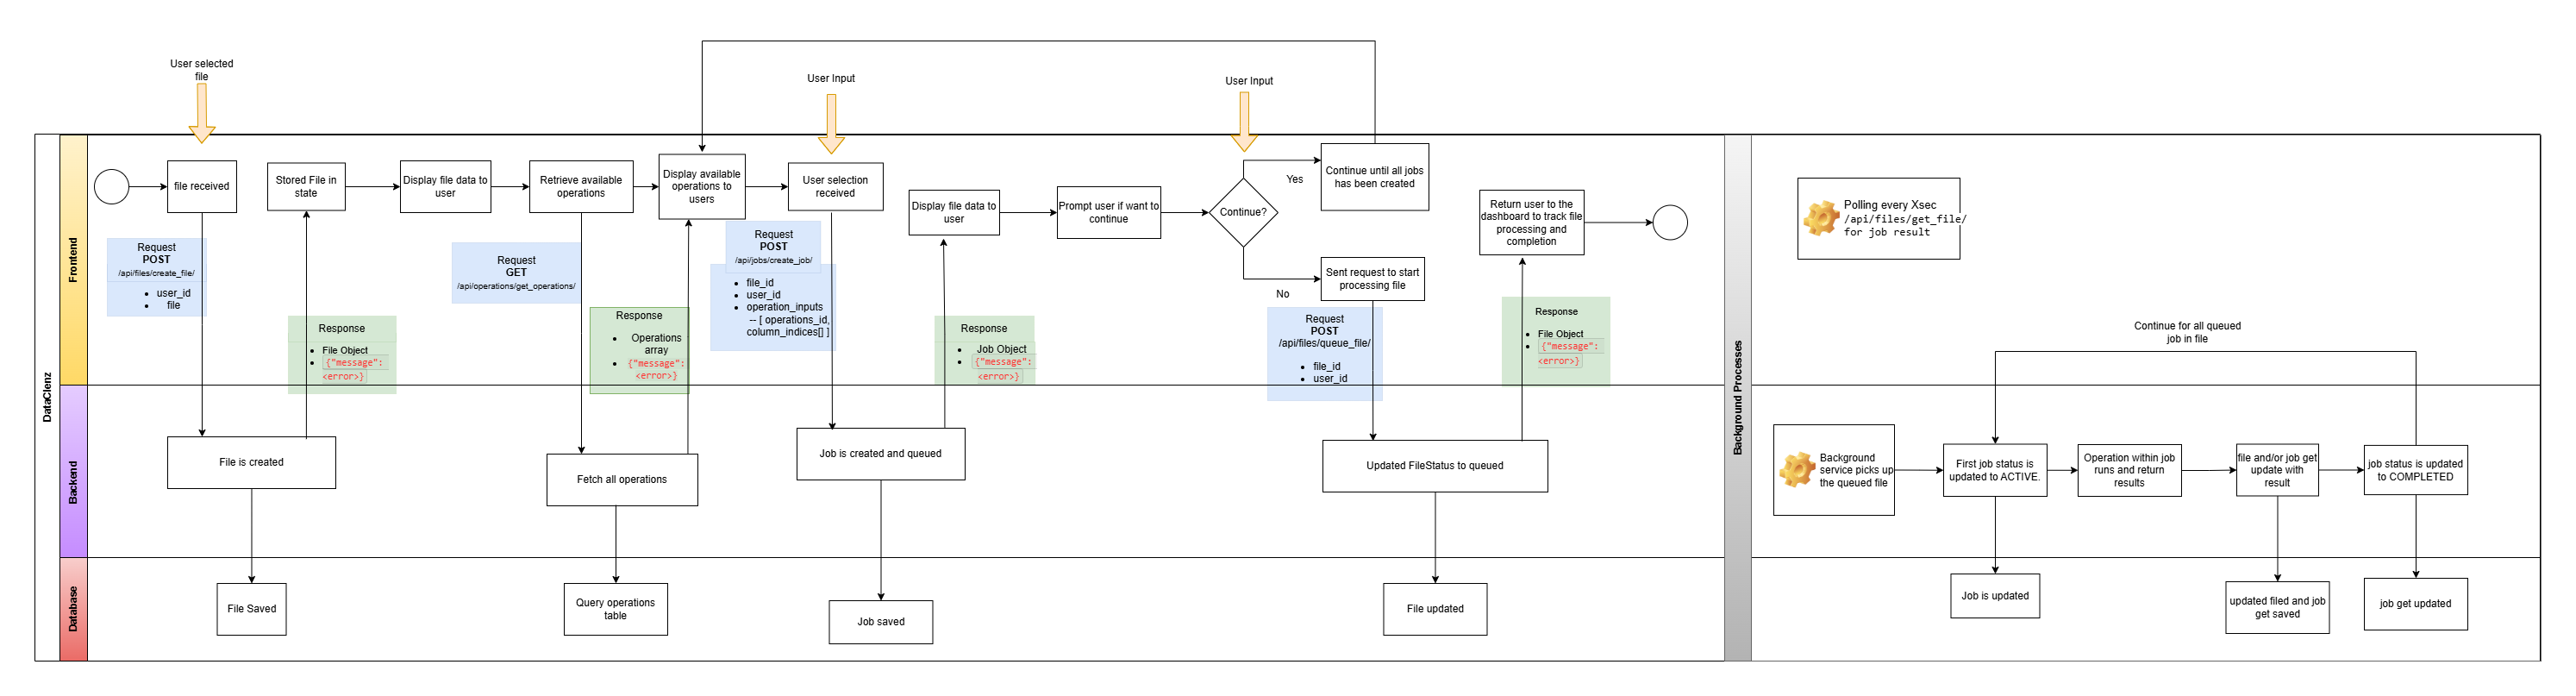 User selected
file
User Input
User Input
DataClenz
Frontend
file received
Stored File in
state
Display file data to
user
Retrieve available
operations
Display available
operations to
users
User selection
received
Display file data to
user
Prompt user if want to
continue
Continue?
Yes
No
Continue until all jobs
has been created
Sent request to start
processing file
Return user to the
dashboard to track file
processing and
completion
Request
POST
/api/files/create_file/
• user_id
• file
Response
• File Object
• {"message":
<error>}
Request
GET
/api/operations/get_operations/
Response
• Operations
array
• {"message":
<error>}
Request
POST
/api/jobs/create_job/
• file_id
• user_id
• operation_inputs
-- [ operations_id,
column_indices[] ]
Response
• Job Object
• {"message":
<error>}
Request
POST
/api/files/queue_file/
• file_id
• user_id
Response
• File Object
• {"message":
<error>}
Backend
File is created
Fetch all operations
Job is created and queued
Updated FileStatus to queued
Database
File Saved
Query operations
table
Job saved
File updated
Background Processes
Polling every Xsec
/api/files/get_file/
for job result
Continue for all queued
job in file
Background
service picks up
the queued file
First job status is
updated to ACTIVE.
Operation within job
runs and return
results
file and/or job get
update with
result
job status is updated
to COMPLETED
Job is updated
updated filed and job
get saved
job get updated